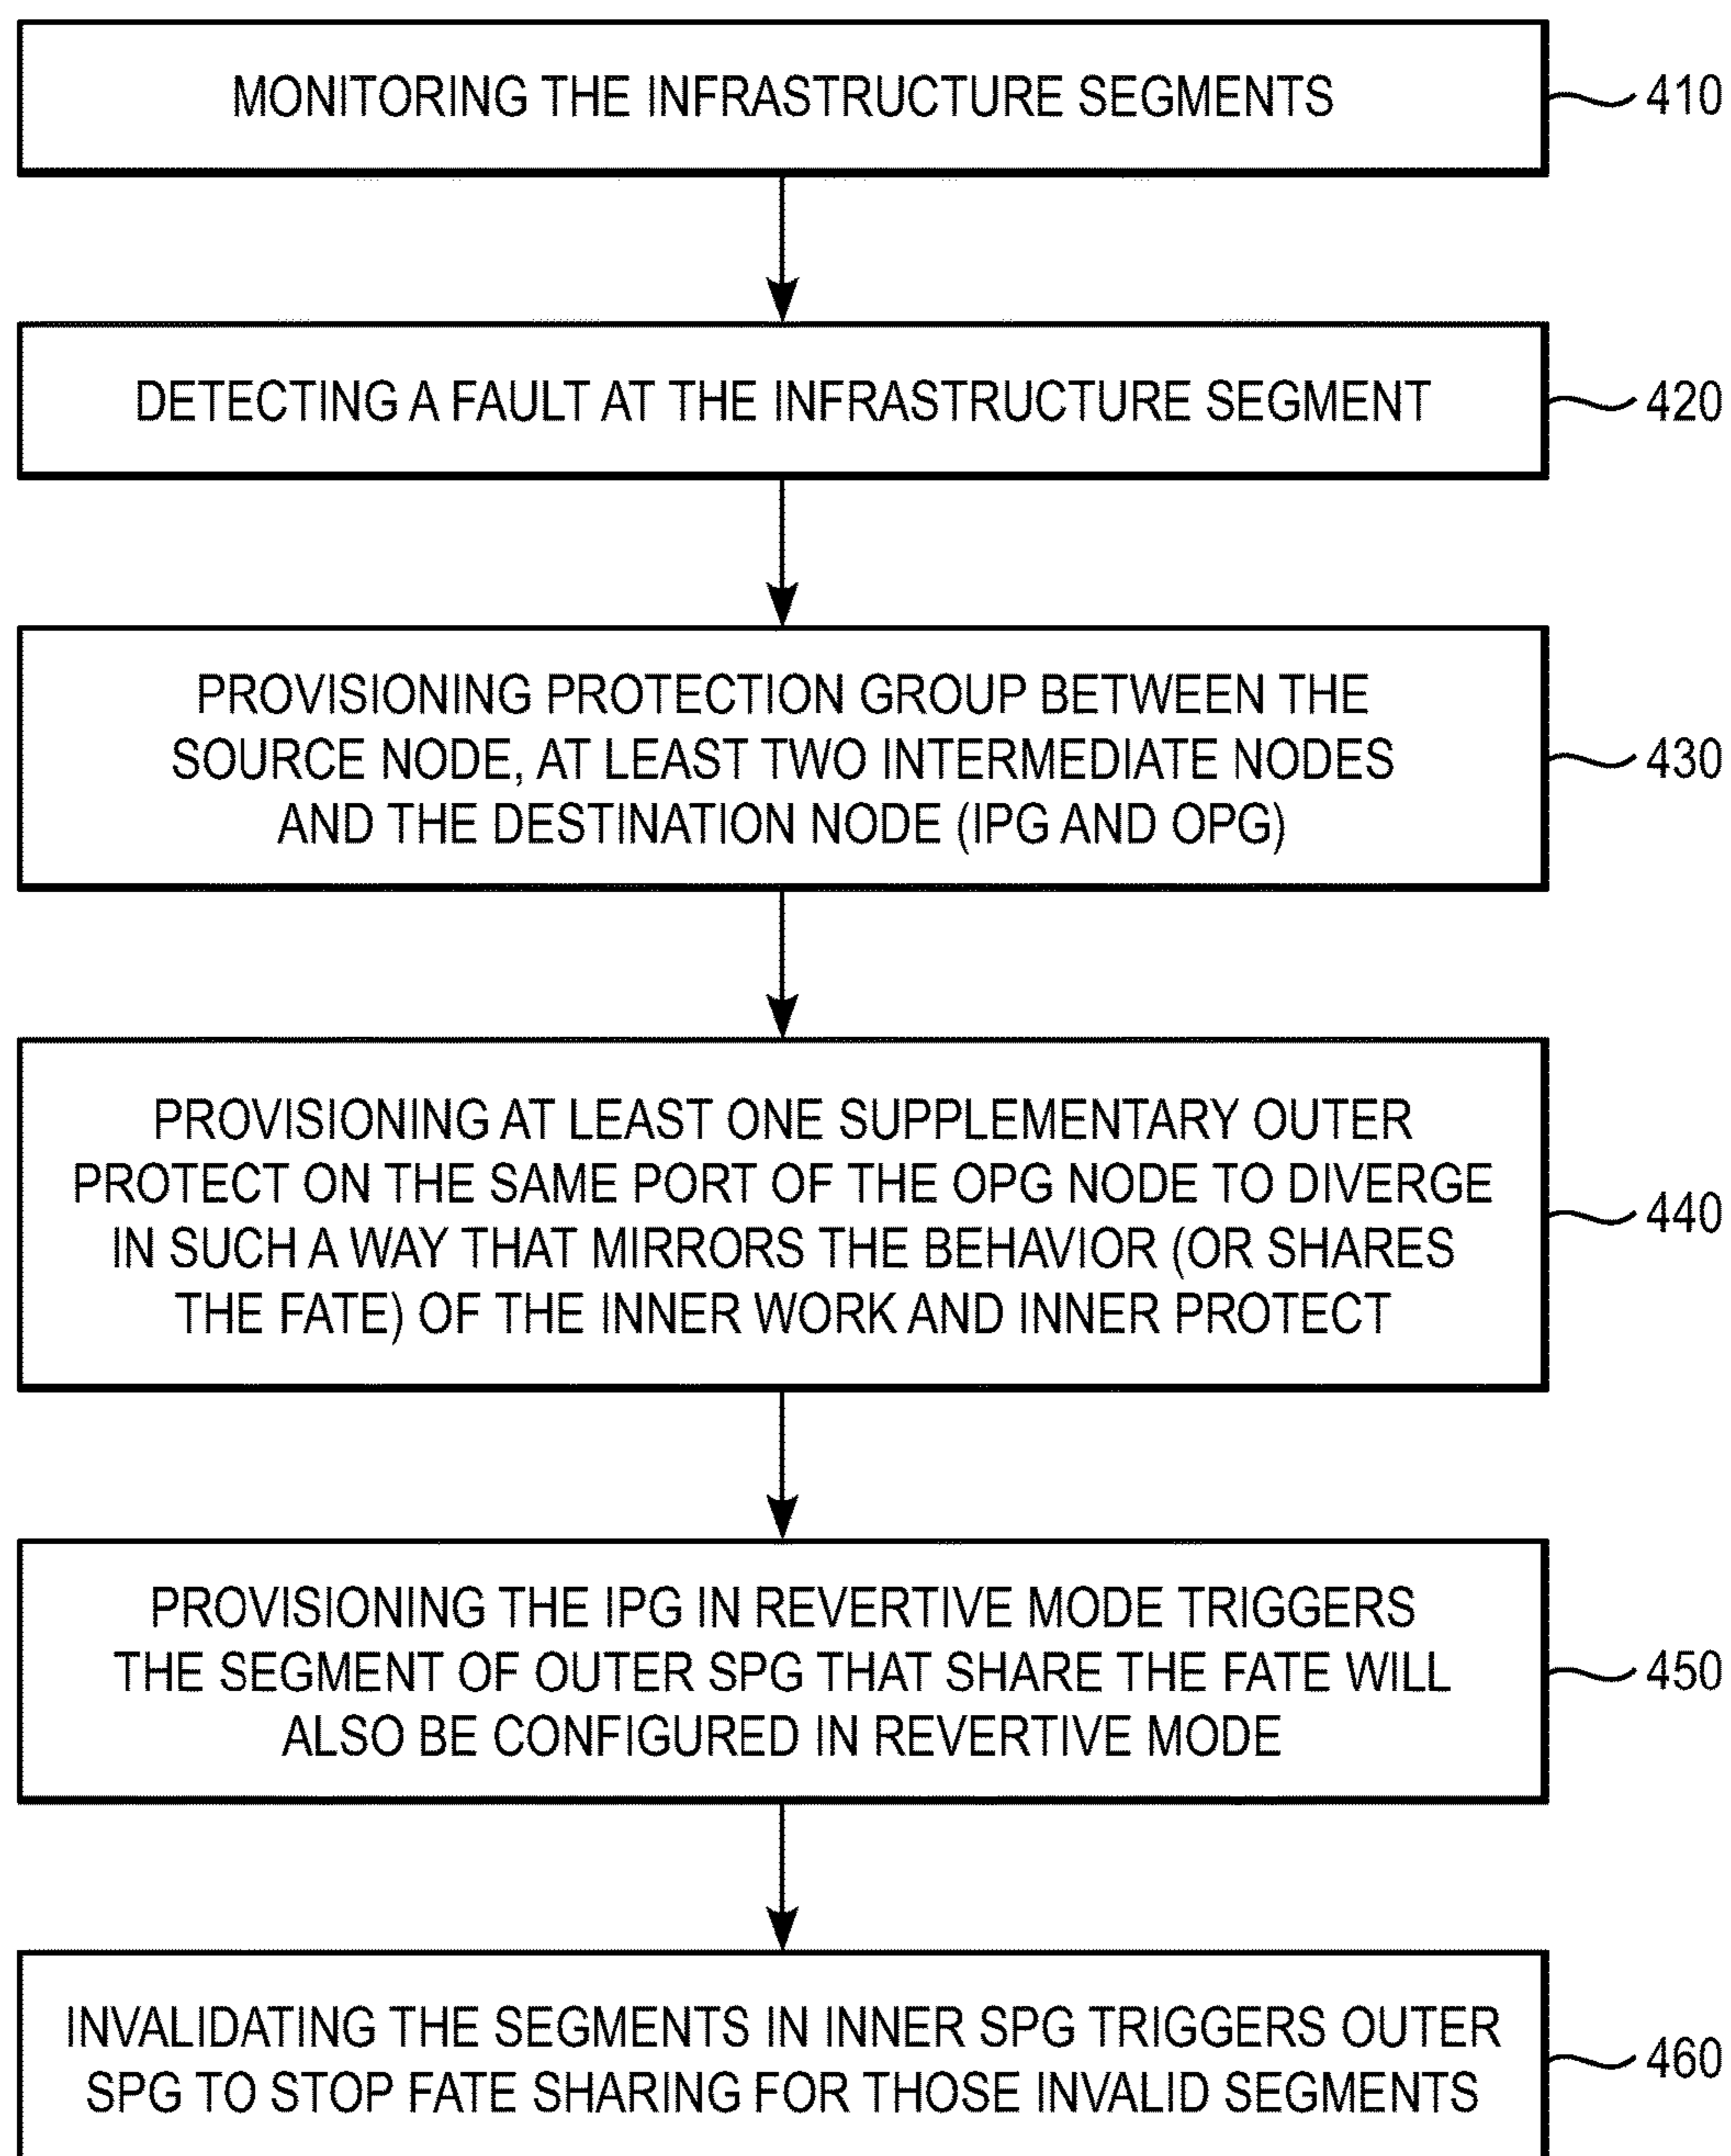 MONITORING THE INFRASTRUCTURE SEGMENTS
410
DETECTING A FAULT AT THE INFRASTRUCTURE SEGMENT
420
PROVISIONING PROTECTION GROUP BETWEEN THE
SOURCE NODE, AT LEAST TWO INTERMEDIATE NODES
AND THE DESTINATION NODE (IPG AND OPG)
430
PROVISIONING AT LEAST ONE SUPPLEMENTARY OUTER
PROTECT ON THE SAME PORT OF THE OPG NODE TO DIVERGE
IN SUCH A WAY THAT MIRRORS THE BEHAVIOR (OR SHARES
THE FATE) OF THE INNER WORK AND INNER PROTECT
440
PROVISIONING THE IPG IN REVERTIVE MODE TRIGGERS
THE SEGMENT OF OUTER SPG THAT SHARE THE FATE WILL
ALSO BE CONFIGURED IN REVERTIVE MODE
450
INVALIDATING THE SEGMENTS IN INNER SPG TRIGGERS OUTER
SPG TO STOP FATE SHARING FOR THOSE INVALID SEGMENTS
460